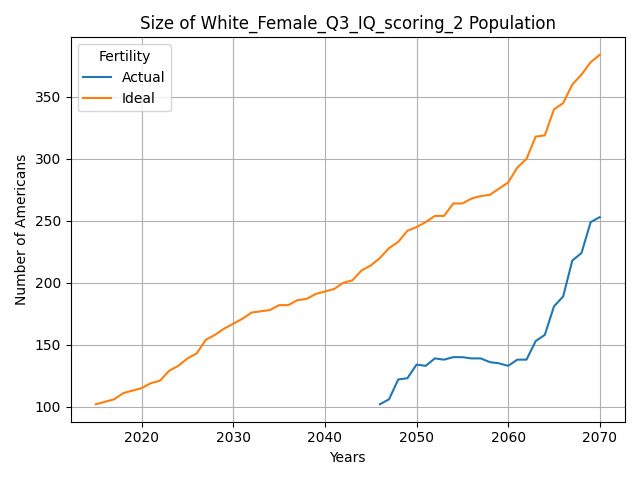 Size of White_Female_Q3_IQ_scoring_2 Population
Fertility
Actual
Ideal
Number of Americans
350
300
250
200
150
100
2020 2030 2040 2050 2060 2070
Years